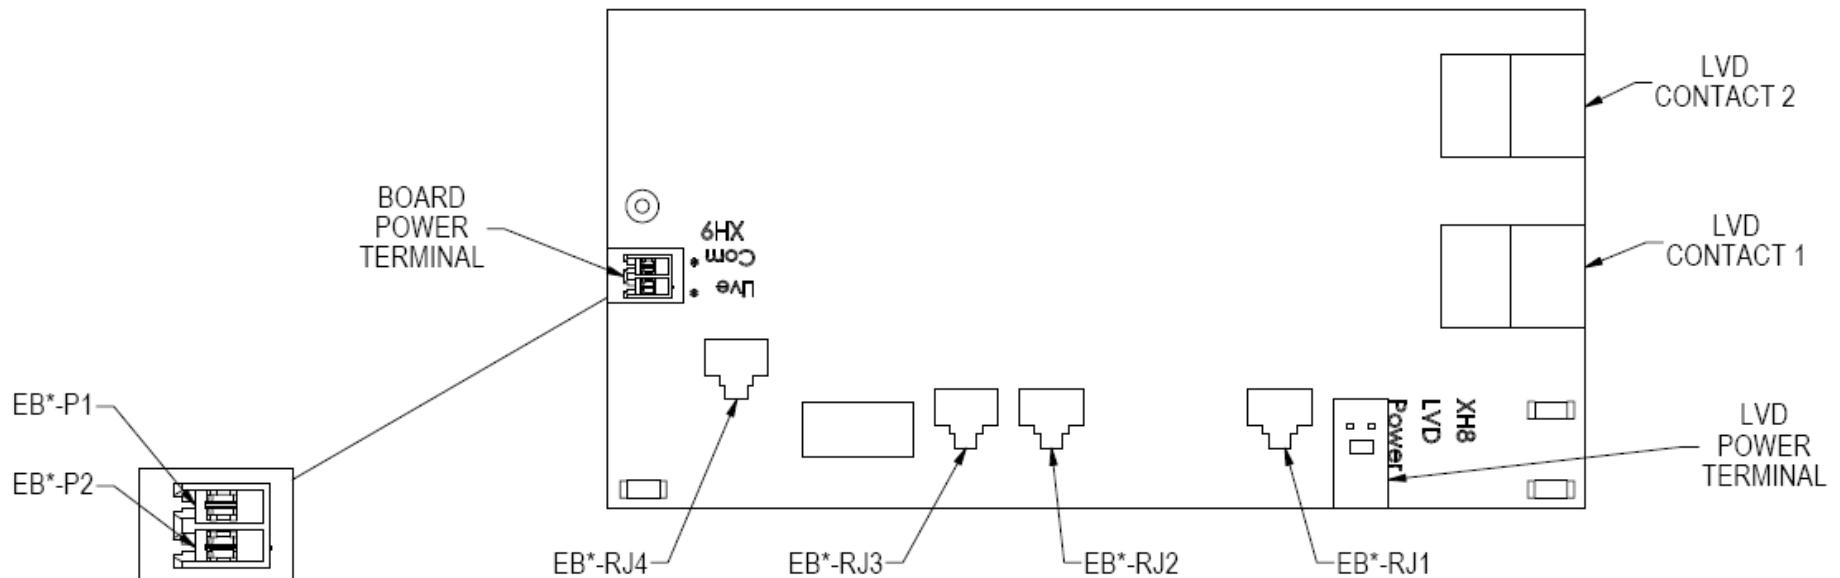 LVD
CONTACT 2
BOARD
POWER
TERMINAL
XH9
Com *
Live *
LVD
CONTACT 1
EB*-P1
EB*-P2
XH8
LVD
Power
LVD
POWER
TERMINAL
EB*-RJ4
EB*-RJ3
EB*-RJ2
EB*-RJ1